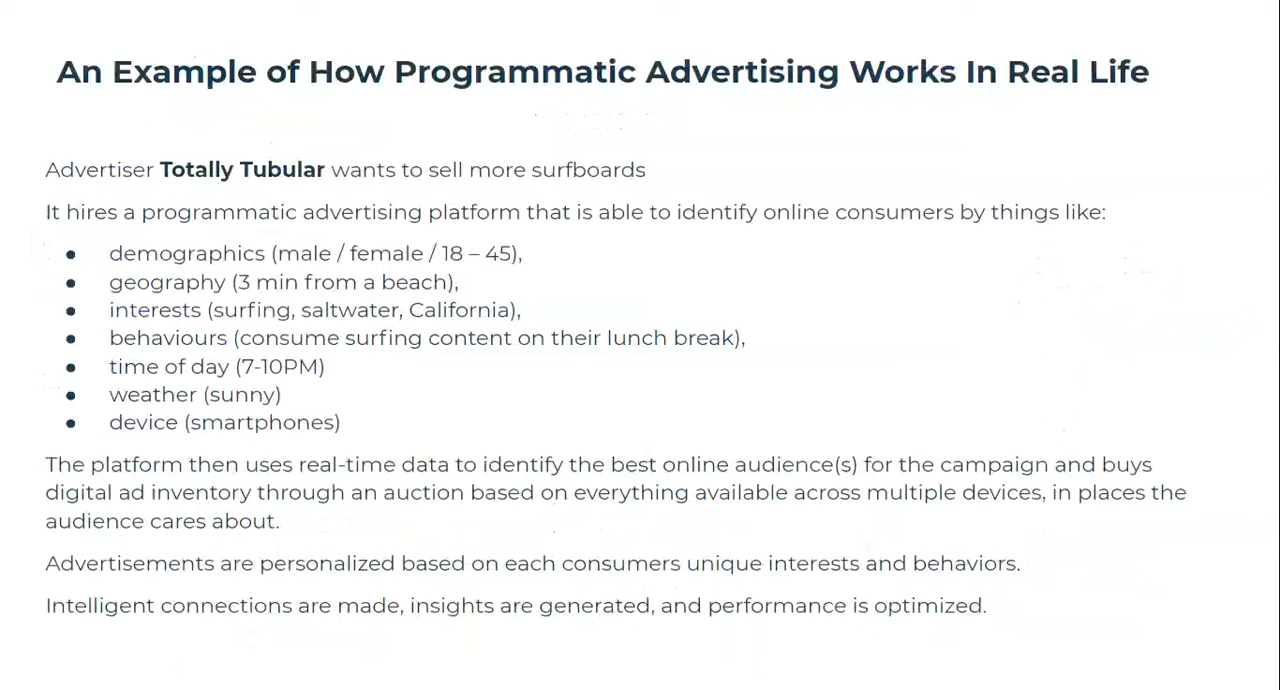 An Example of How Programmatic Advertising Works In Real Life
Advertiser Totally Tubular wants to sell more surfboards
It hires a programmatic advertising platform that is able to identify online consumers by things like:
● demographics (male / female / 18 – 45),
● geography (3 min from a beach),
● interests (surfing, saltwater, California),
● behaviours (consume surfing content on their lunch break),
● time of day (7-10PM)
● weather (sunny)
● device (smartphones)
The platform then uses real-time data to identify the best online audience(s) for the campaign and buys
digital ad inventory through an auction based on everything available across multiple devices, in places the
audience cares about.
Advertisements are personalized based on each consumers unique interests and behaviors.
Intelligent connections are made, insights are generated, and performance is optimized.